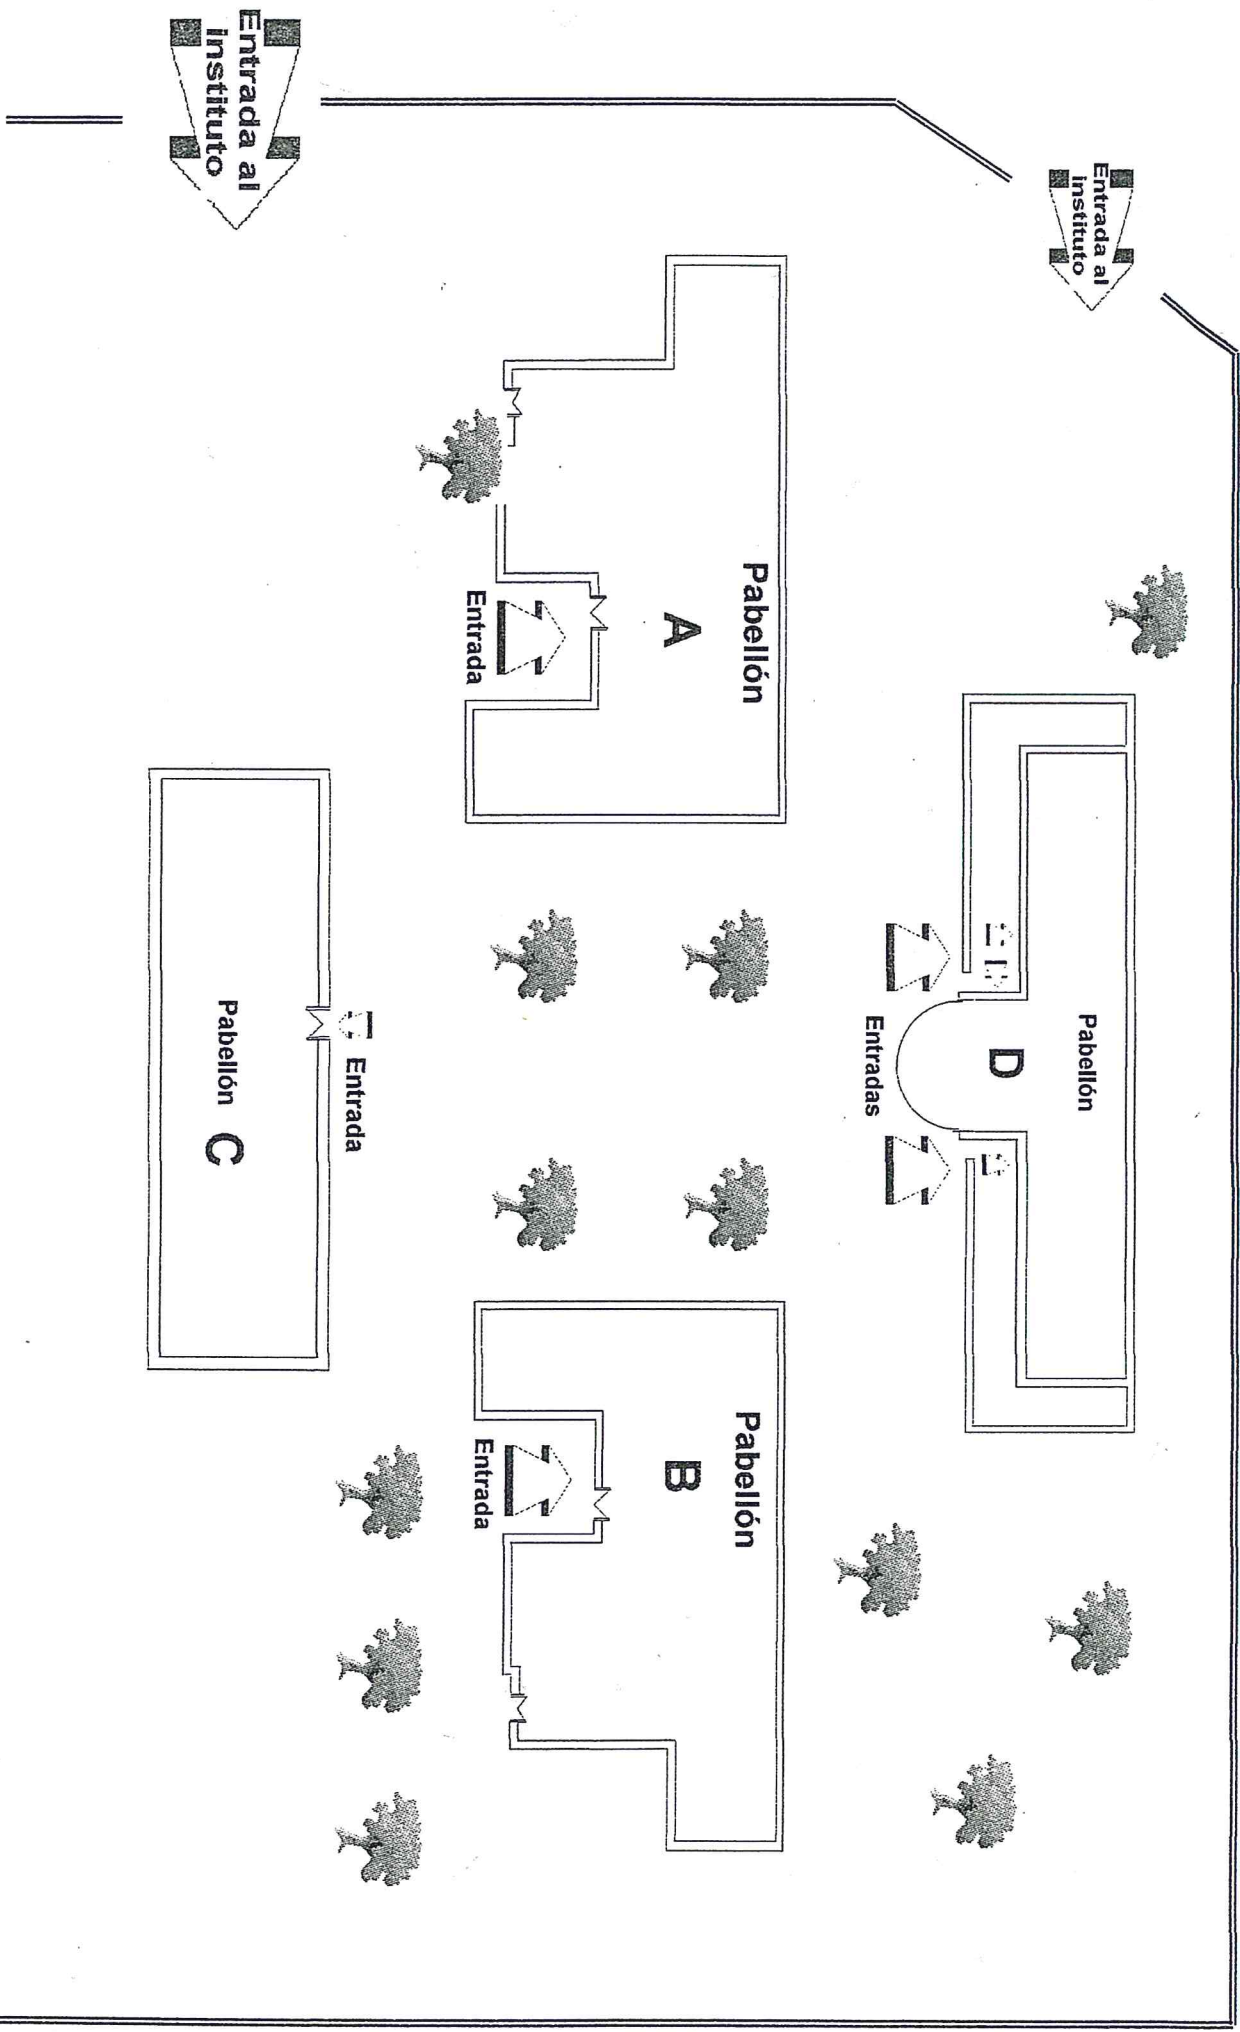 Entrada al
instituto
Entrada al
instituto
Pabellón
D
Entradas
Pabellón
A
Entrada
Pabellón
B
Entrada
Entrada
Pabellón C